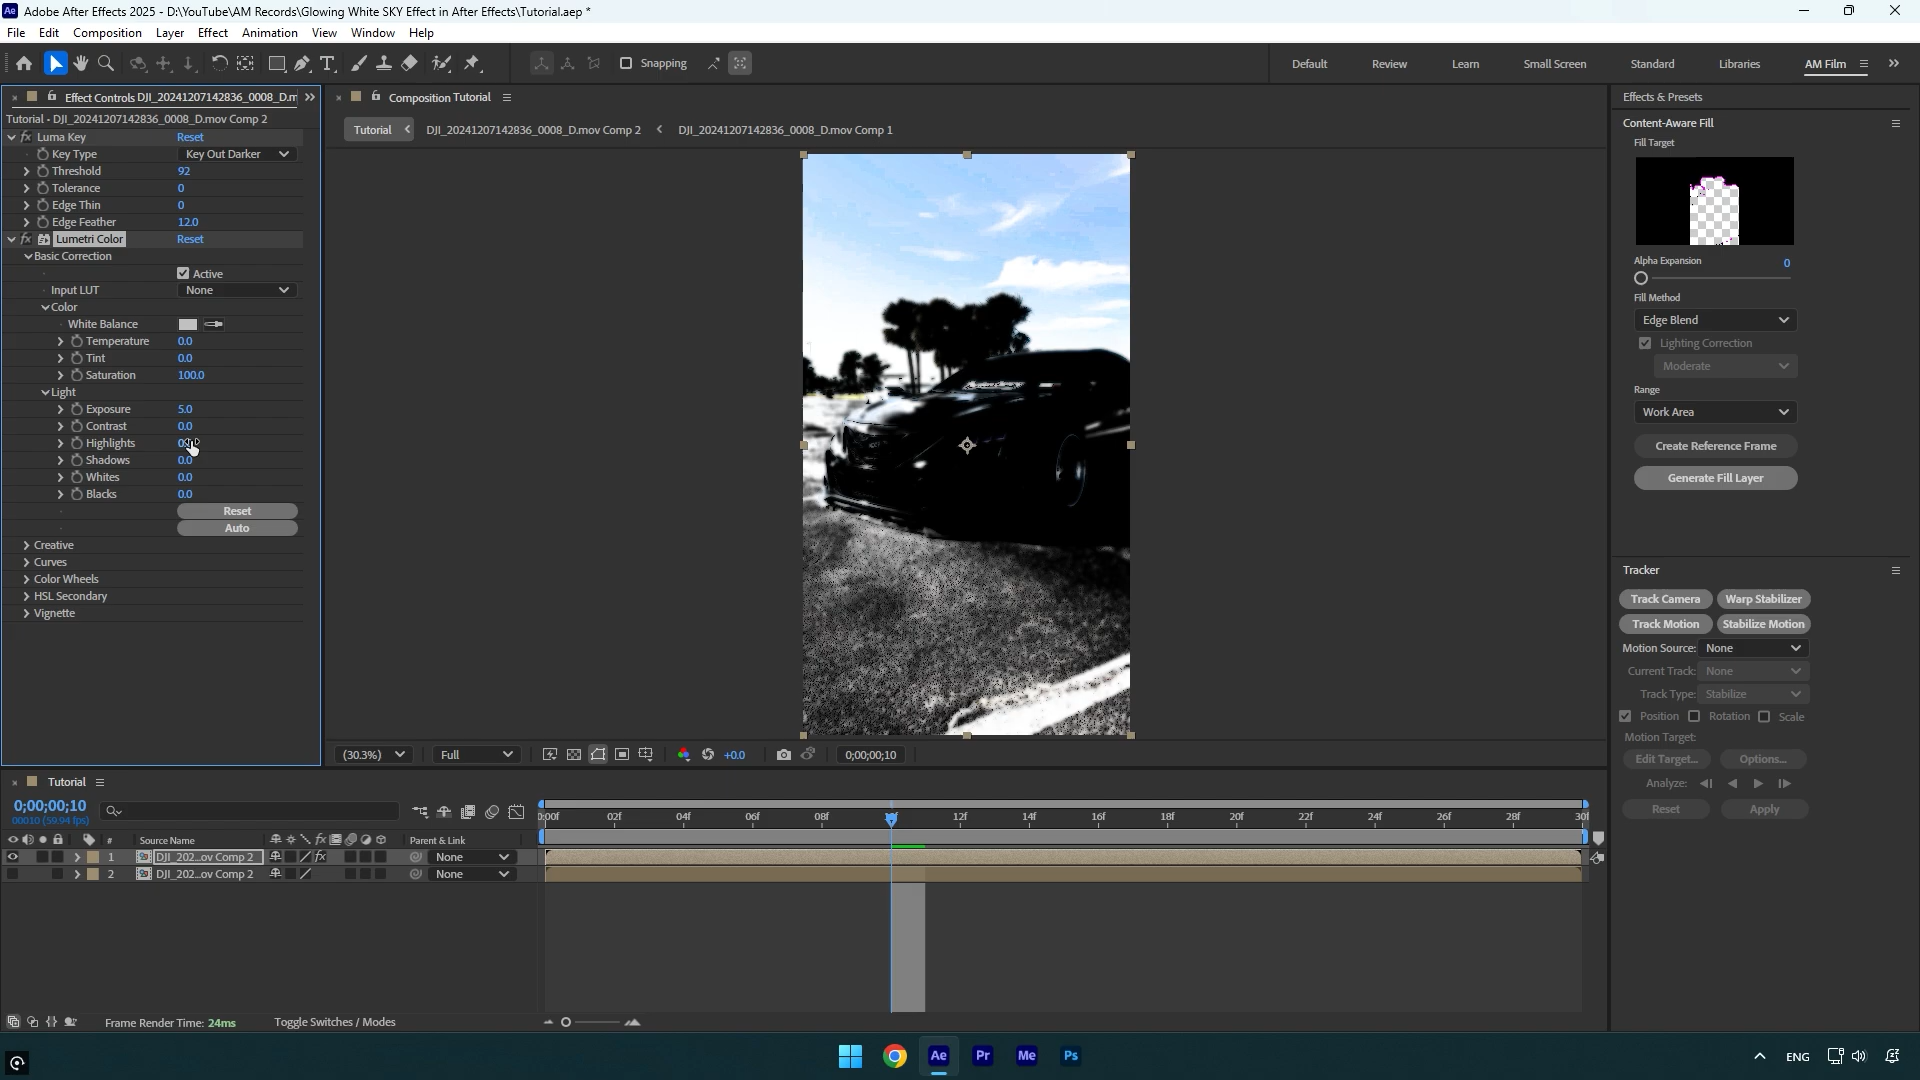 Ae Adobe After Effects 2025 - D:\YouTube\AM Records\Glowing White SKY Effect in After Effects\Tutorial.aep *
File Edit Composition Layer Effect Animation View Window Help
Snapping
Default Review Learn Small Screen Standard Libraries AM Film
Effect Controls DJI_20241207142836_0008_D.m
Tutorial - DJI_20241207142836_0008_D.mov Comp 2
fx Luma Key Reset
Key Type Key Out Darker
Threshold 92
Tolerance 0
Edge Thin 0
Edge Feather 12.0
fx Lumetri Color Reset
Basic Correction
Active
Input LUT None
Color
White Balance
Temperature 0.0
Tint 0.0
Saturation 100.0
Light
Exposure 5.0
Contrast 0.0
Highlights
Shadows 0.0
Whites 0.0
Blacks 0.0
Reset
Auto
Creative
Curves
Color Wheels
HSL Secondary
Vignette
Composition Tutorial
Tutorial DJI_20241207142836_0008_D.mov Comp 2 DJI_20241207142836_0008_D.mov Comp 1
(30.3%) Full +0.0 0;00;00;10
Effects & Presets
Content-Aware Fill
Fill Target
Alpha Expansion 0
Fill Method
Edge Blend
Lighting Correction
Moderate
Range
Work Area
Create Reference Frame
Generate Fill Layer
Tracker
Track Camera Warp Stabilizer
Track Motion Stabilize Motion
Motion Source: None
Current Track: None
Track Type: Stabilize
Position Rotation Scale
Motion Target:
Edit Target... Options...
Analyze:
Reset Apply
Tutorial
0;00;00;10
00010 (59.94 fps)
# Source Name fx Parent & Link
1 DJI_202...ov Comp 2 fx None
2 DJI_202...ov Comp 2 None
02f 04f 06f 08f 12f 14f 16f 18f 20f 22f 24f 26f 28f 30f
Frame Render Time: 24ms Toggle Switches / Modes
Ae Pr Me Ps
ENG